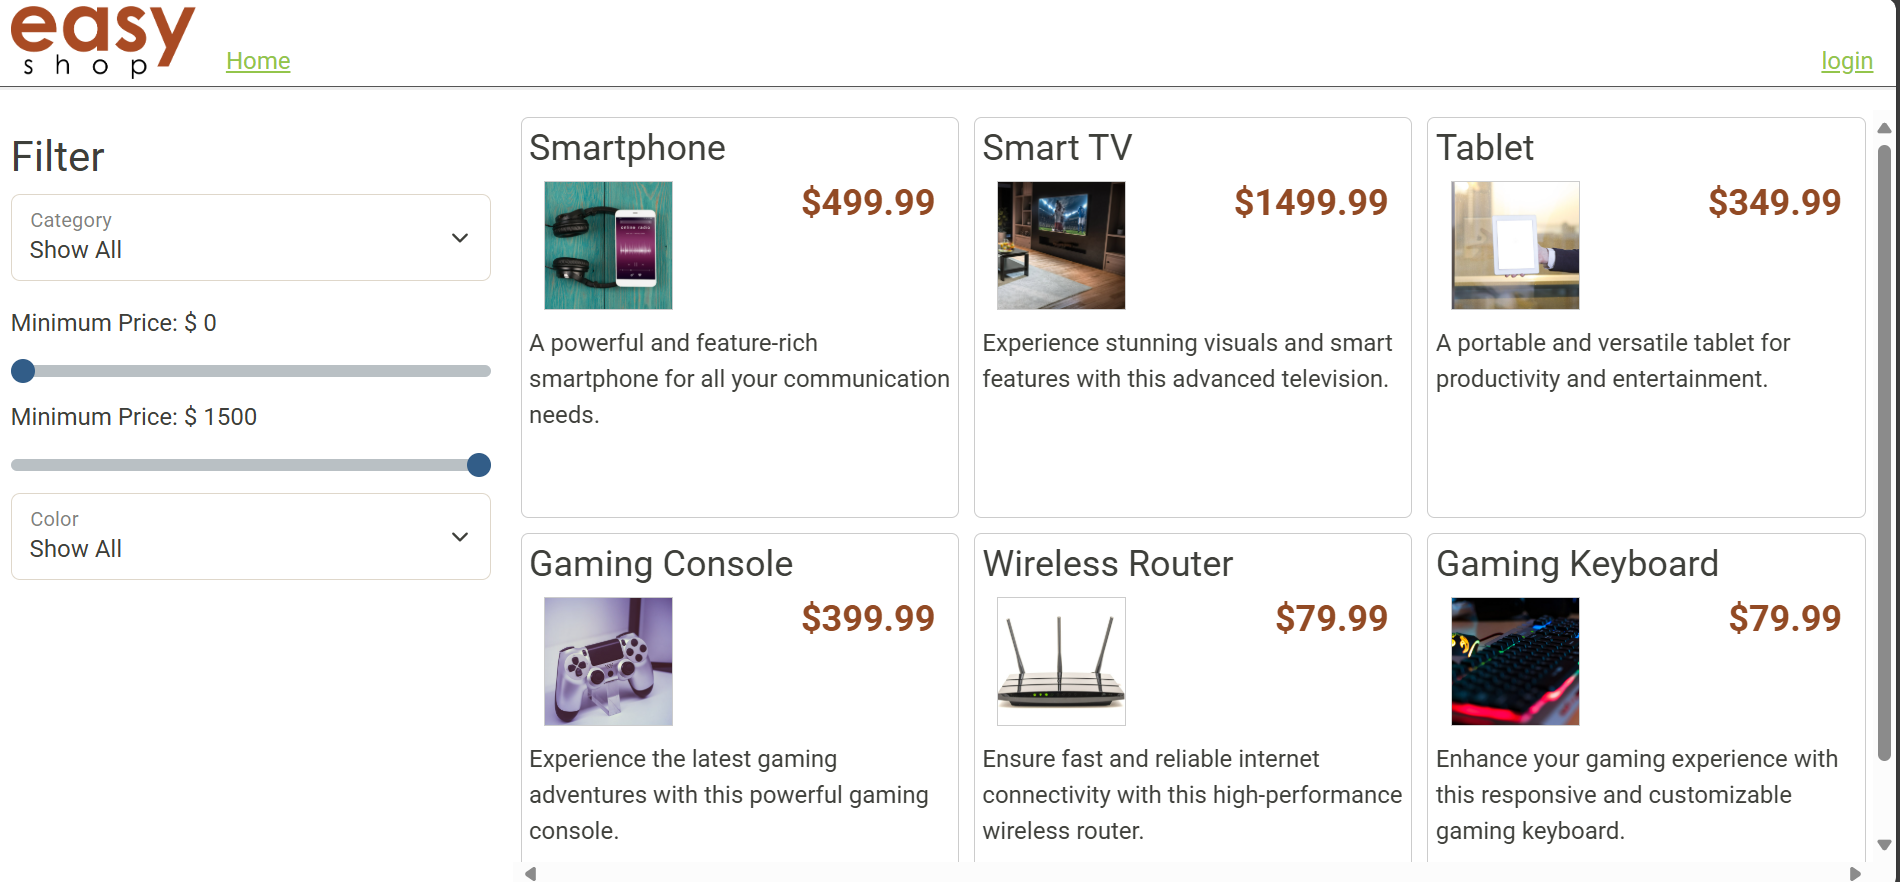 easy
shop
Home
login
Filter
Category
Show All
Minimum Price: $ 0
Minimum Price: $ 1500
Color
Show All
Smartphone
$499.99
A powerful and feature-rich
smartphone for all your communication
needs.
Smart TV
$1499.99
Experience stunning visuals and smart
features with this advanced television.
Tablet
$349.99
A portable and versatile tablet for
productivity and entertainment.
Gaming Console
$399.99
Experience the latest gaming
adventures with this powerful gaming
console.
Wireless Router
$79.99
Ensure fast and reliable internet
connectivity with this high-performance
wireless router.
Gaming Keyboard
$79.99
Enhance your gaming experience with
this responsive and customizable
gaming keyboard.